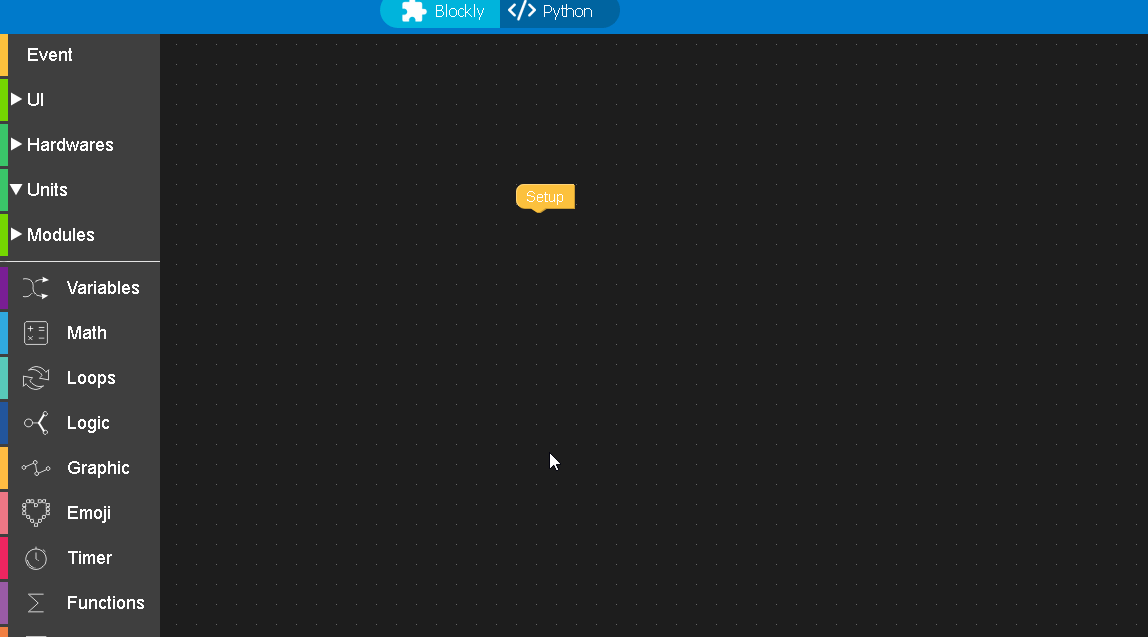 Blockly
</> Python
Event
UI
Hardwares
Units
Modules
Setup
Variables
Math
Loops
Logic
Graphic
Emoji
Timer
Functions